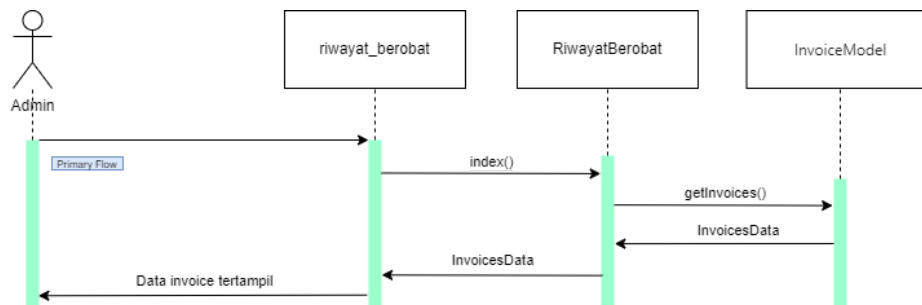 riwayat_berobat
RiwayatBerobat
InvoiceModel
Admin
Primary Flow
index()
getInvoices()
InvoicesData
InvoicesData
Data invoice tertampil